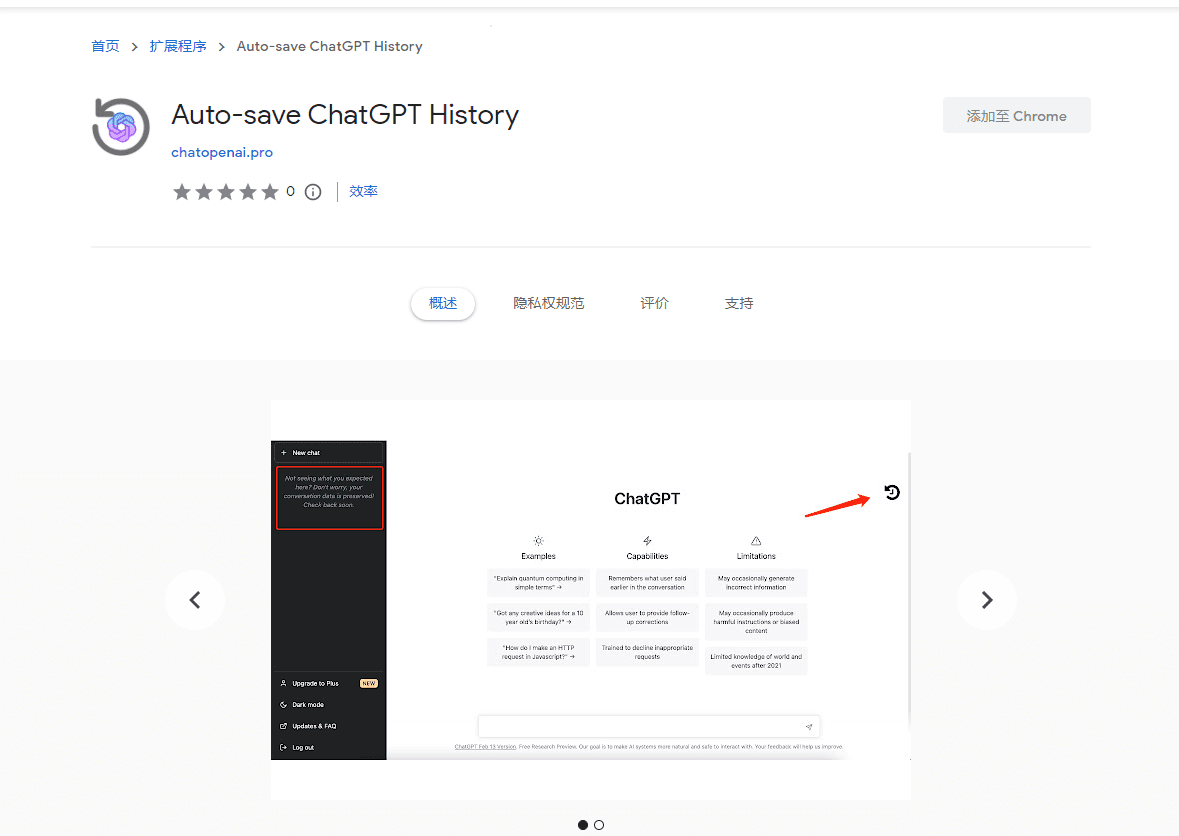 首页 > 扩展程序 > Auto-save ChatGPT History
Auto-save ChatGPT History
添加至 Chrome
chatopenai.pro
0
效率
概述
隐私权规范
评价
支持
+ New chat
Not seeing what you expected
here? Don't worry, your
conversation data is preserved!
Check back soon.
Upgrade to Plus NEW
Dark mode
Updates & FAQ
Log out
ChatGPT
Examples
"Explain quantum computing in
simple terms" →
"Got any creative ideas for a 10
year old's birthday?" →
"How do I make an HTTP
request in Javascript?" →
Capabilities
Remembers what user said
earlier in the conversation
Allows user to provide follow-
up corrections
Trained to decline inappropriate
requests
Limitations
May occasionally generate
incorrect information
May occasionally produce
harmful instructions or biased
content
Limited knowledge of world and
events after 2021
ChatGPT Feb 13 Version. Free Research Preview. Our goal is to make AI systems more natural and safe to interact with. Your feedback will help us improve.